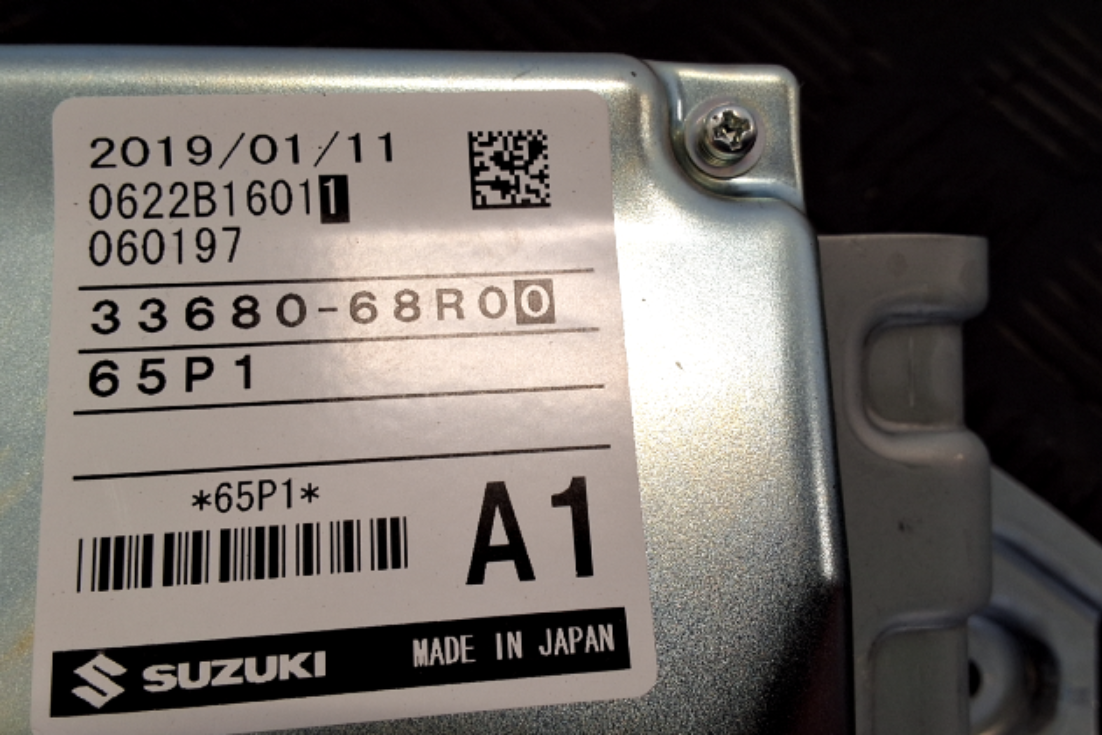 2019/01/11
0622B16011
060197
33680-68R00
65P1
*65P1*
A1
SUZUKI MADE IN JAPAN